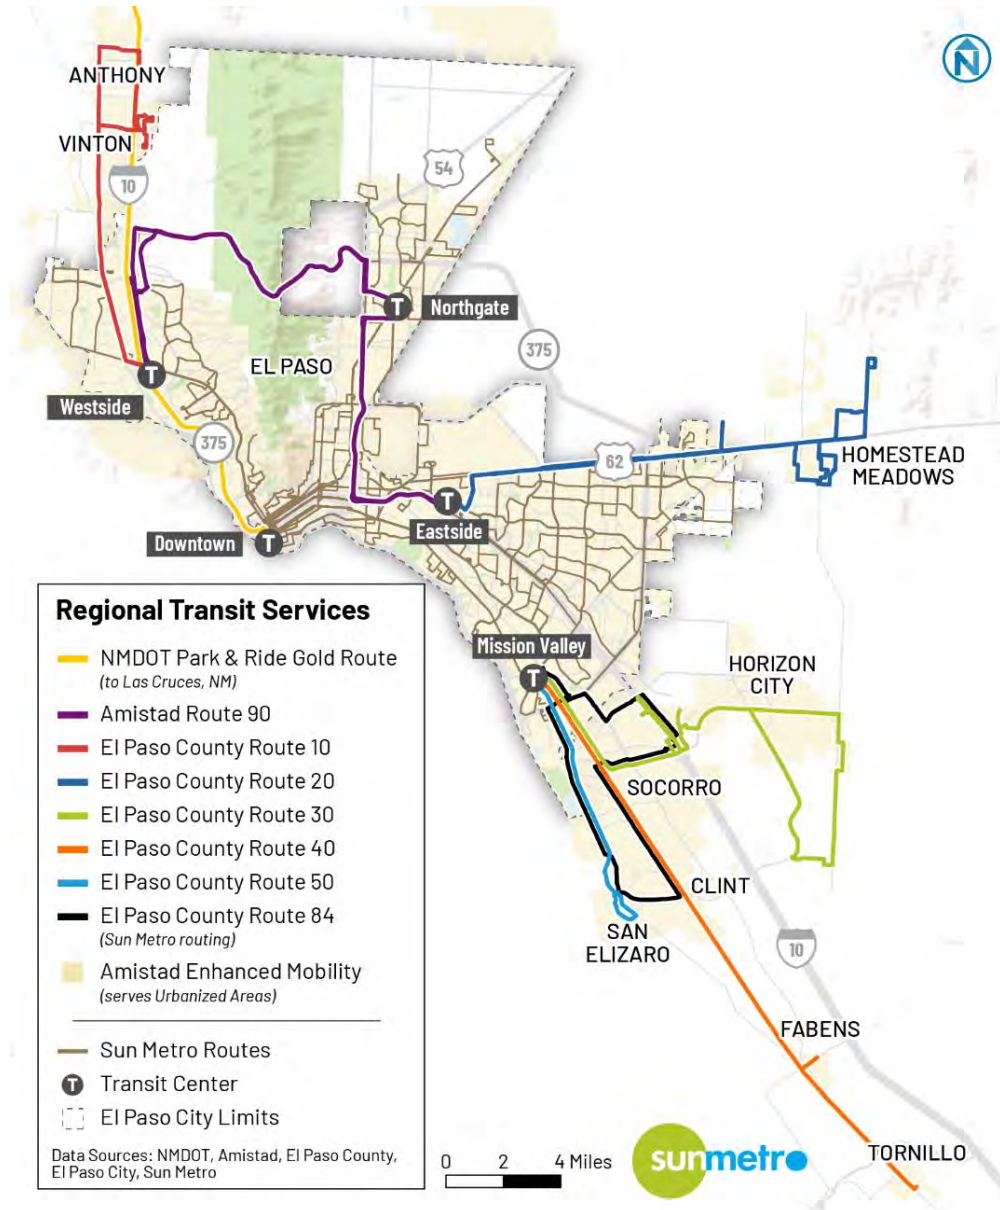 N
ANTHONY
VINTON
10
54
T
Northgate
375
EL PASO
T
Westside
375
62
HOMESTEAD
MEADOWS
T
Eastside
Downtown
T
Mission Valley
T
HORIZON
CITY
SOCORRO
CLINT
SAN
ELIZARO
10
FABENS
TORNILLO
Regional Transit Services
NMDOT Park & Ride Gold Route
(to Las Cruces, NM)
Amistad Route 90
El Paso County Route 10
El Paso County Route 20
El Paso County Route 30
El Paso County Route 40
El Paso County Route 50
El Paso County Route 84
(Sun Metro routing)
Amistad Enhanced Mobility
(serves Urbanized Areas)
Sun Metro Routes
T Transit Center
El Paso City Limits
Data Sources: NMDOT, Amistad, El Paso County,
El Paso City, Sun Metro
0 2 4 Miles
sunmetro